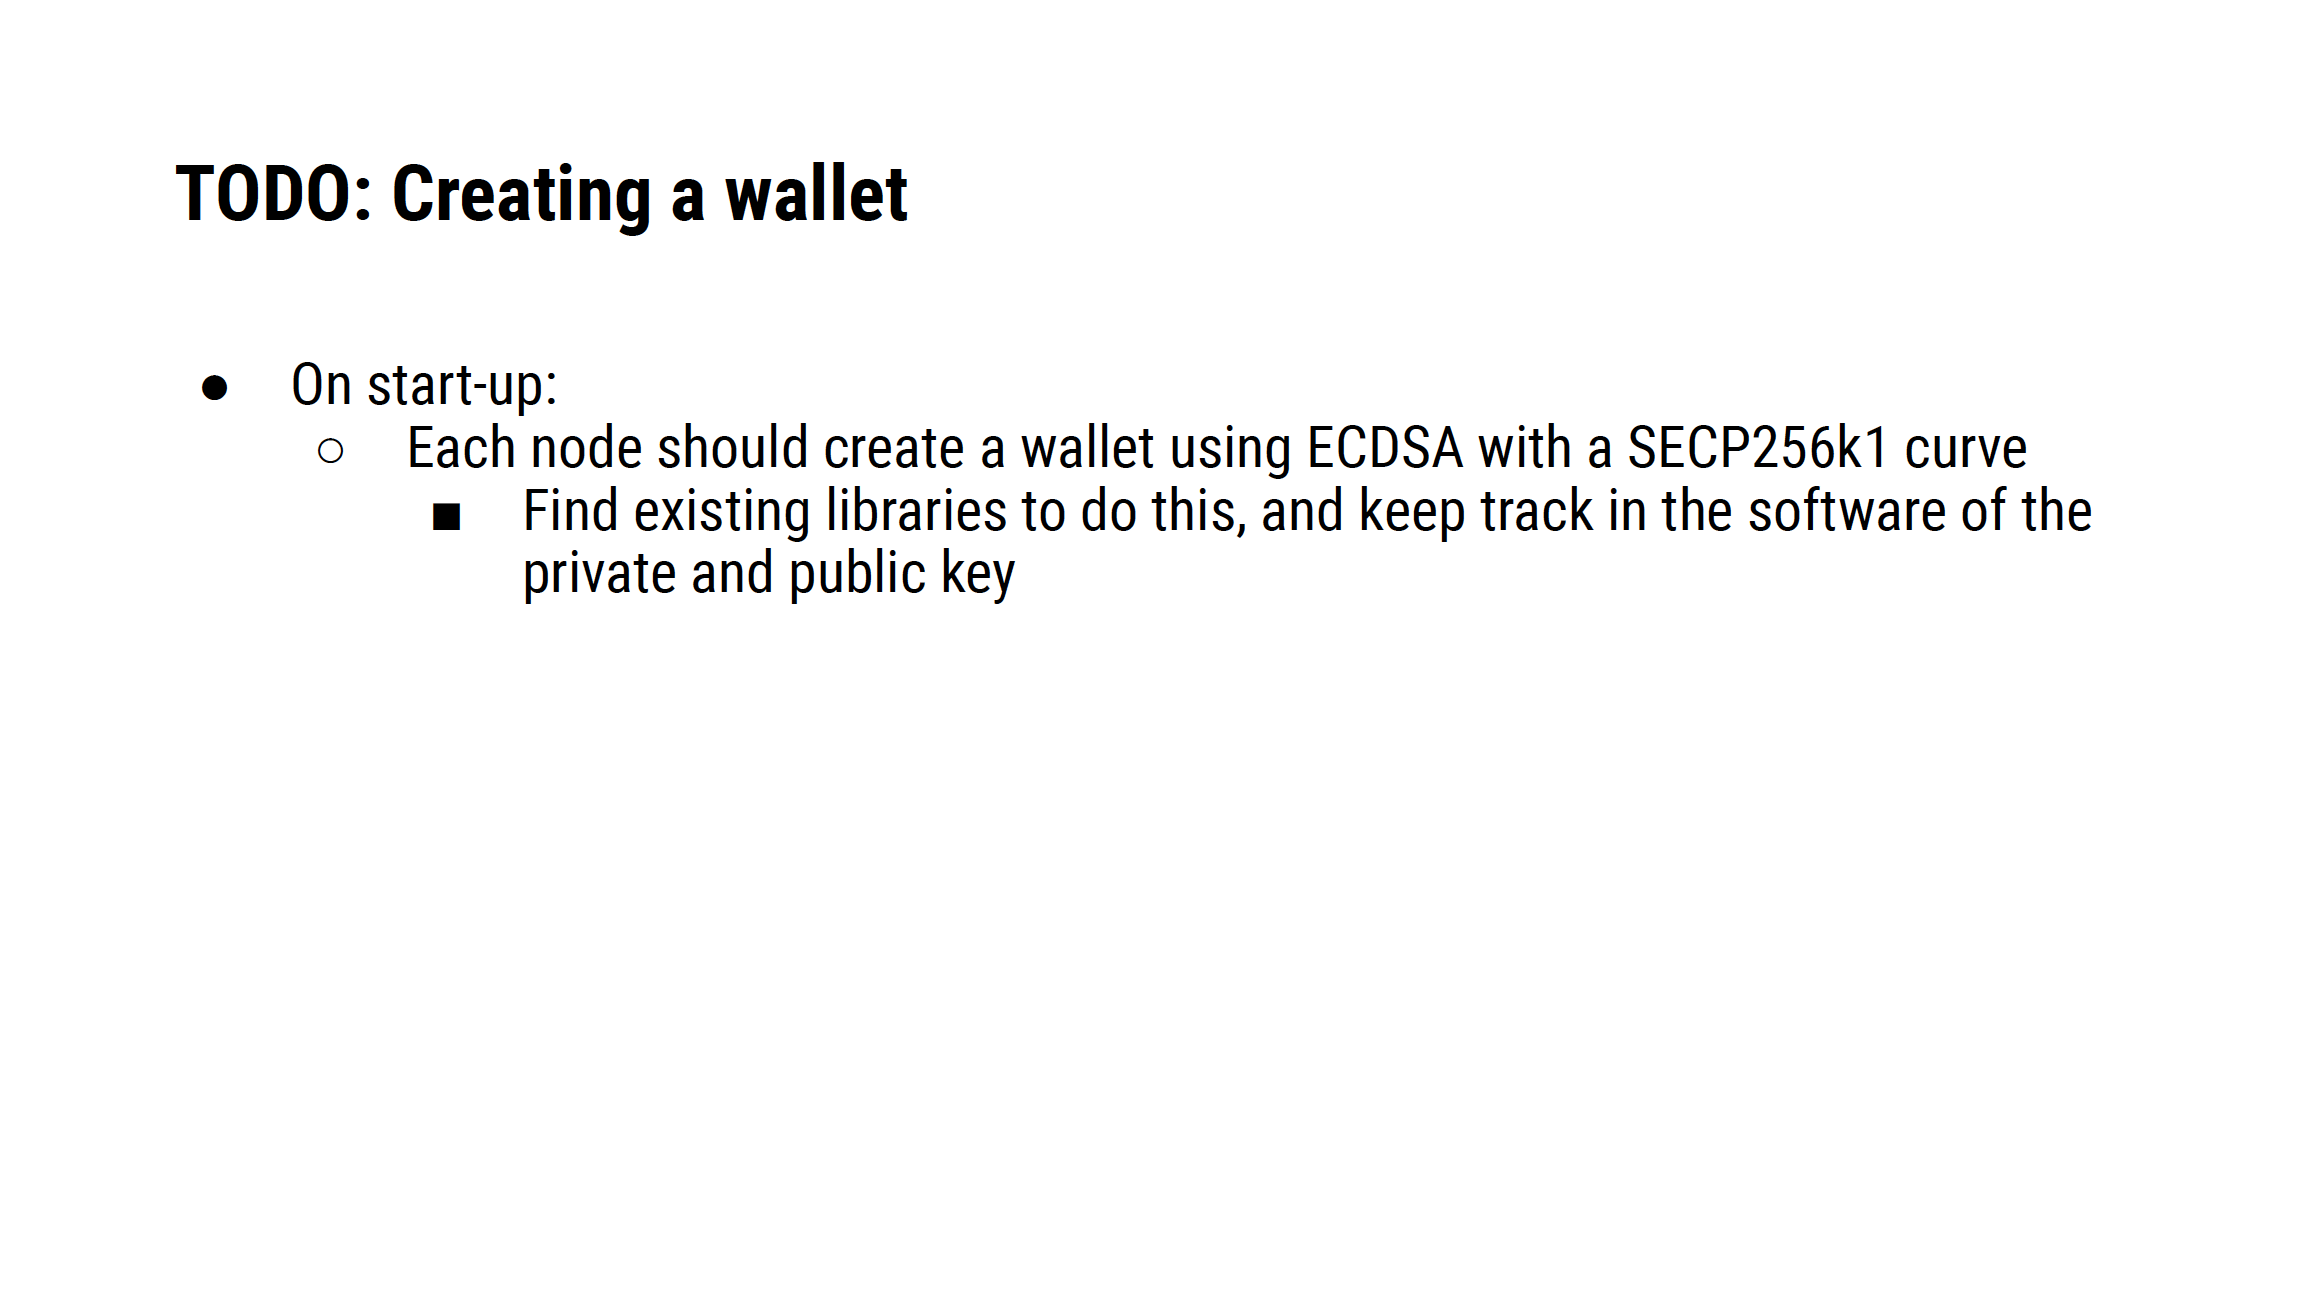 TODO: Creating a wallet
● On start-up:
○ Each node should create a wallet using ECDSA with a SECP256k1 curve
■ Find existing libraries to do this, and keep track in the software of the
private and public key